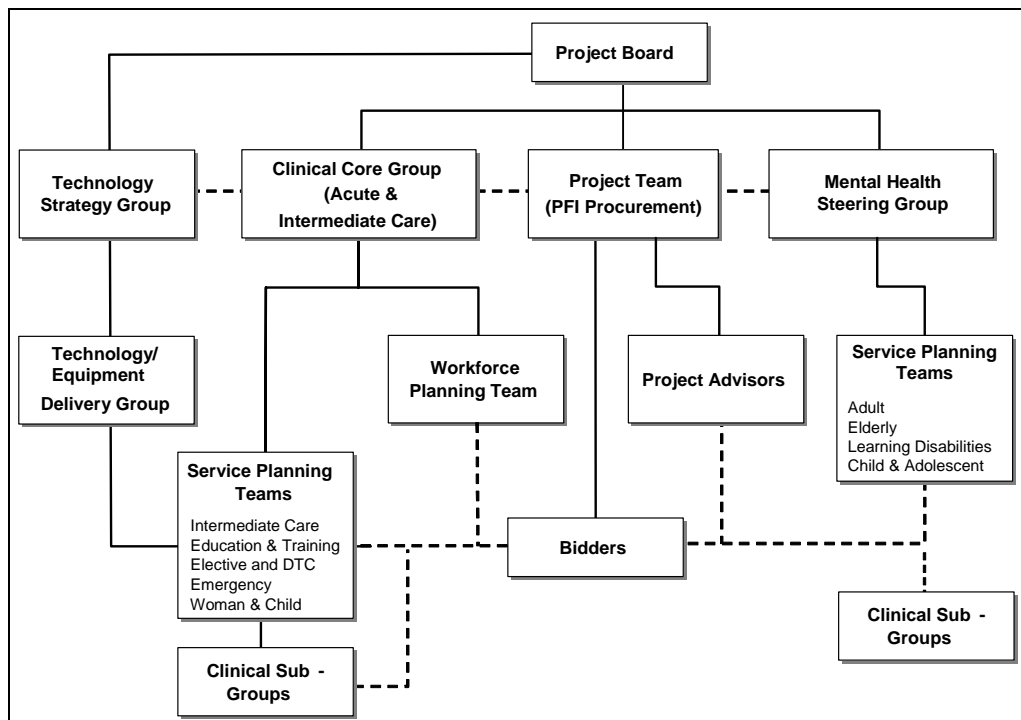 Project Board
Technology
Strategy Group
Clinical Core Group
(Acute &
Intermediate Care)
Project Team
(PFI Procurement)
Mental Health
Steering Group
Technology/
Equipment
Delivery Group
Workforce
Planning Team
Project Advisors
Service Planning
Teams
Adult
Elderly
Learning Disabilities
Child & Adolescent
Service Planning
Teams
Intermediate Care
Education & Training
Elective and DTC
Emergency
Woman & Child
Bidders
Clinical Sub -
Groups
Clinical Sub -
Groups